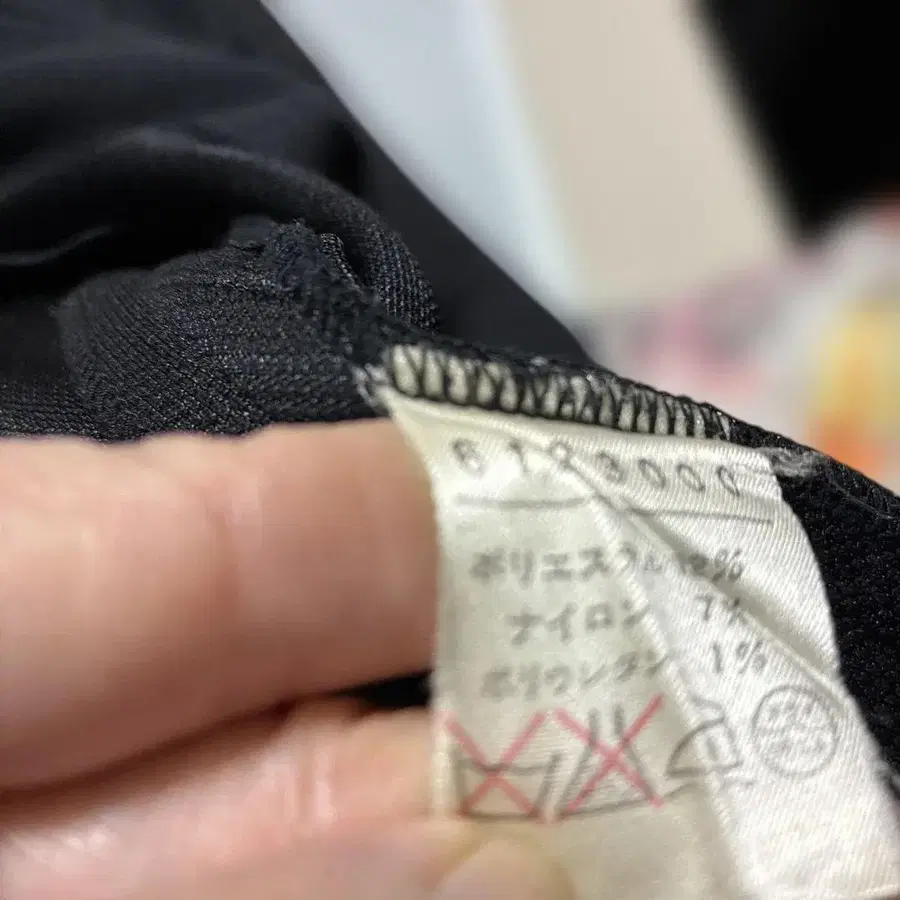 6123000
ポリエステル 92%
ナイロン 7%
ポリウレタン 1%